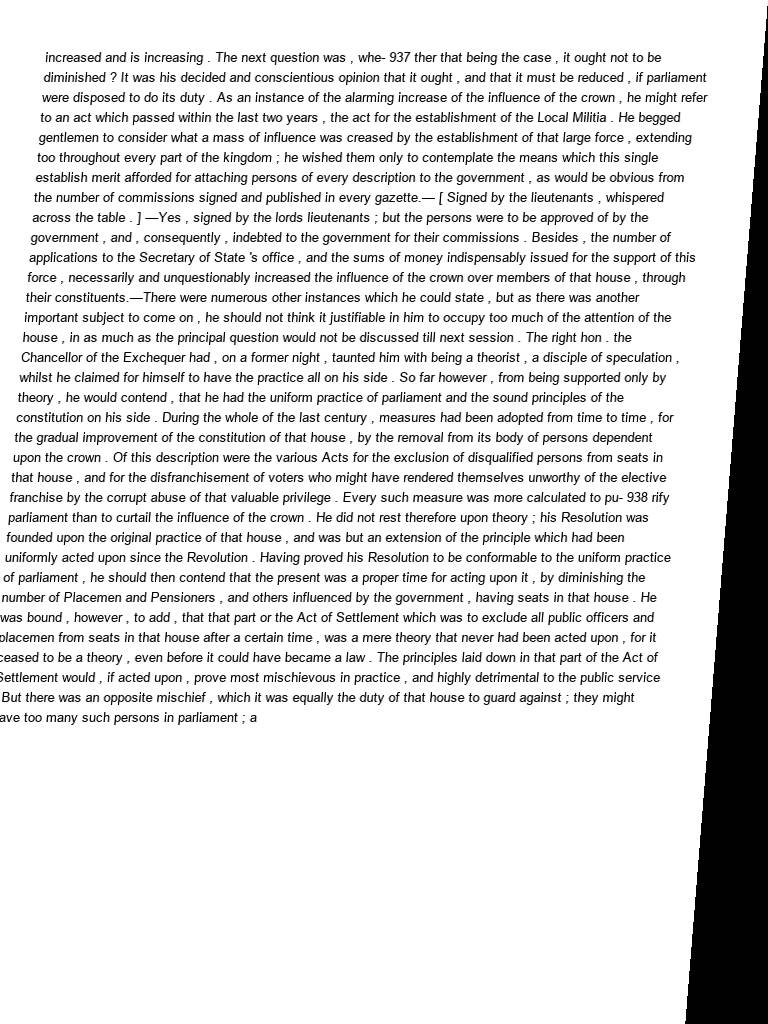 increased and is increasing . The next question was , whe- 937 ther that being the case , it ought not to be
diminished ? It was his decided and conscientious opinion that it ought , and that it must be reduced , if parliament
were disposed to do its duty . As an instance of the alarming increase of the influence of the crown , he might refer
to an act which passed within the last two years , the act for the establishment of the Local Militia . He begged
gentlemen to consider what a mass of influence was creased by the establishment of that large force , extending
too throughout every part of the kingdom ; he wished them only to contemplate the means which this single
establish merit afforded for attaching persons of every description to the government , as would be obvious from
the number of commissions signed and published in every gazette.— [ Signed by the lieutenants , whispered
across the table . ] —Yes , signed by the lords lieutenants ; but the persons were to be approved of by the
government , and , consequently , indebted to the government for their commissions . Besides , the number of
applications to the Secretary of State 's office , and the sums of money indispensably issued for the support of this
force , necessarily and unquestionably increased the influence of the crown over members of that house , through
their constituents.—There were numerous other instances which he could state , but as there was another
important subject to come on , he should not think it justifiable in him to occupy too much of the attention of the
house , in as much as the principal question would not be discussed till next session . The right hon . the
Chancellor of the Exchequer had , on a former night , taunted him with being a theorist , a disciple of speculation ,
whilst he claimed for himself to have the practice all on his side . So far however , from being supported only by
theory , he would contend , that he had the uniform practice of parliament and the sound principles of the
constitution on his side . During the whole of the last century , measures had been adopted from time to time , for
the gradual improvement of the constitution of that house , by the removal from its body of persons dependent
upon the crown . Of this description were the various Acts for the exclusion of disqualified persons from seats in
that house , and for the disfranchisement of voters who might have rendered themselves unworthy of the elective
franchise by the corrupt abuse of that valuable privilege . Every such measure was more calculated to pu- 938 rify
parliament than to curtail the influence of the crown . He did not rest therefore upon theory ; his Resolution was
founded upon the original practice of that house , and was but an extension of the principle which had been
uniformly acted upon since the Revolution . Having proved his Resolution to be conformable to the uniform practice
of parliament , he should then contend that the present was a proper time for acting upon it , by diminishing the
number of Placemen and Pensioners , and others influenced by the government , having seats in that house . He
was bound , however , to add , that that part or the Act of Settlement which was to exclude all public officers and
placemen from seats in that house after a certain time , was a mere theory that never had been acted upon , for it
ceased to be a theory , even before it could have became a law . The principles laid down in that part of the Act of
Settlement would , if acted upon , prove most mischievous in practice , and highly detrimental to the public service
But there was an opposite mischief , which it was equally the duty of that house to guard against ; they might
ave too many such persons in parliament ; a